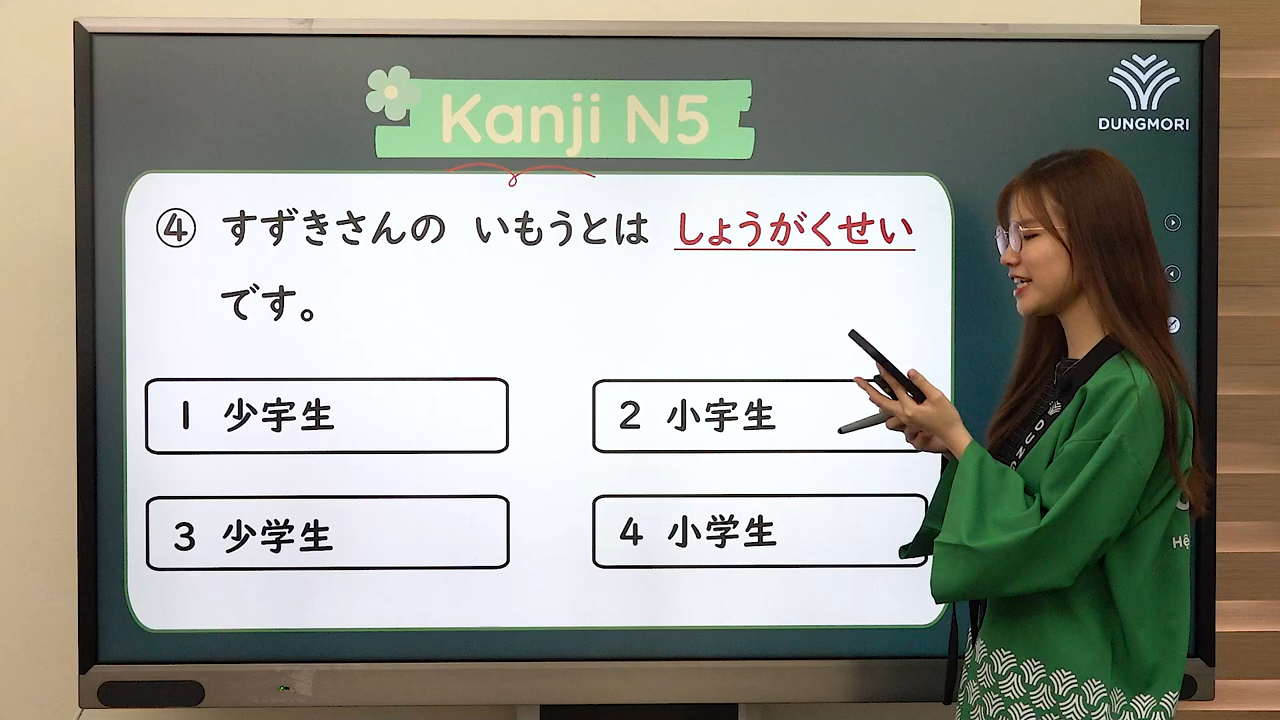 Kanji N5
DUNGMORI
④ すずきさんの いもうとは しょうがくせい
です。
1 少宇生
2 小宇生
3 少学生
4 小学生
DUNG
Hệ